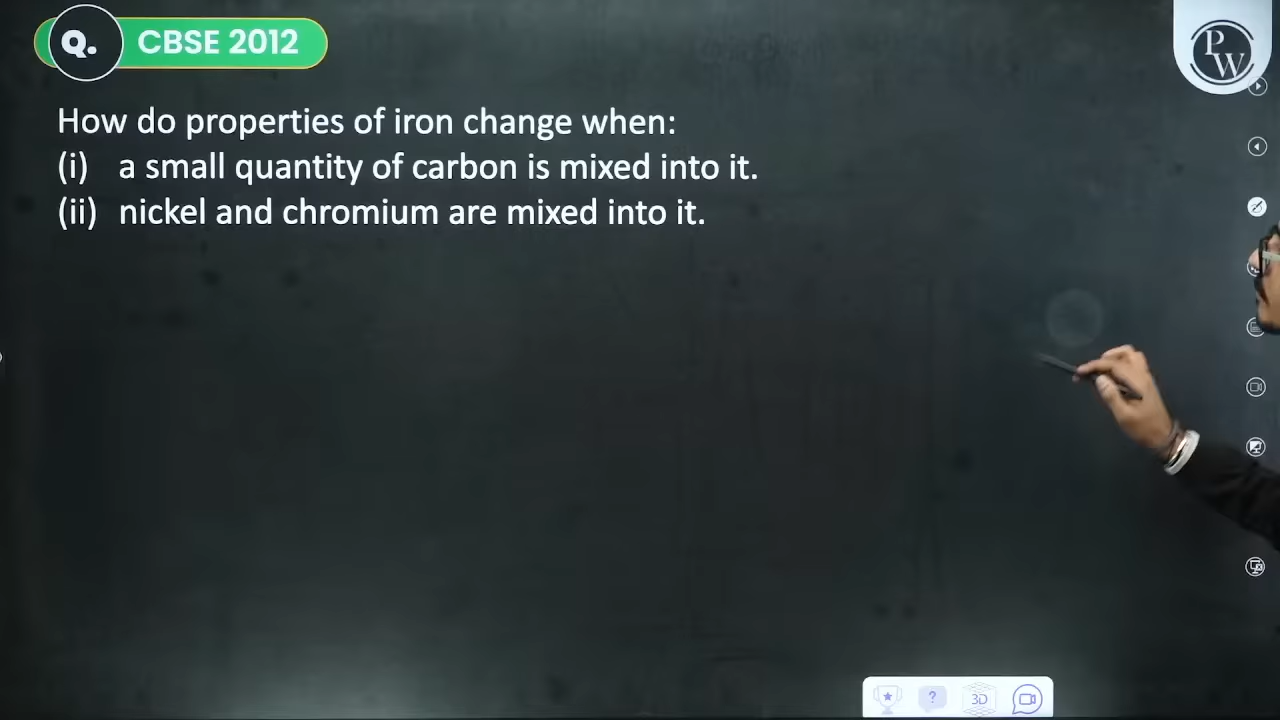 Q. CBSE 2012
P
W
How do properties of iron change when:
(i) a small quantity of carbon is mixed into it.
(ii) nickel and chromium are mixed into it.
? 3D